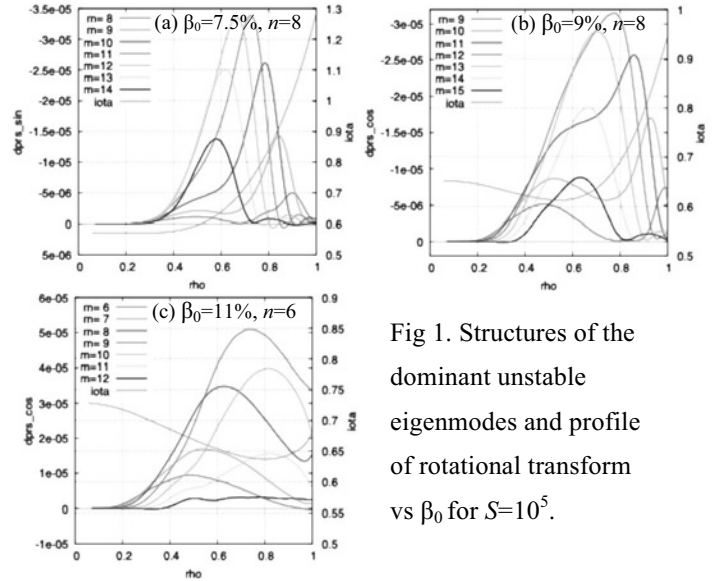 (a) β₀=7.5%, n=8
-3.5e-05
-3e-05
-2.5e-05
-2e-05
-1.5e-05
-1e-05
-5e-06
0
5e-06
dprs_sin
m= 8
m= 9
m=10
m=11
m=12
m=13
m=14
iota
1.3
1.2
1.1
1
0.9
0.8
0.7
0.6
0.5
iota
0 0.2 0.4 0.6 0.8 1
rho
(b) β₀=9%, n=8
-3e-05
-2.5e-05
-2e-05
-1.5e-05
-1e-05
-5e-06
0
dprs_cos
m= 9
m=10
m=11
m=12
m=13
m=14
m=15
iota
1
0.9
0.8
0.7
0.6
0.5
iota
0 0.2 0.4 0.6 0.8 1
rho
(c) β₀=11%, n=6
6e-05
5e-05
4e-05
3e-05
2e-05
1e-05
0
-1e-05
dprs_cos
m= 6
m= 7
m= 8
m= 9
m=10
m=11
m=12
iota
0.9
0.85
0.8
0.75
0.7
0.65
0.6
0.55
0.5
iota
0 0.2 0.4 0.6 0.8 1
rho
Fig 1. Structures of the
dominant unstable
eigenmodes and profile
of rotational transform
vs β₀ for S=10⁵.